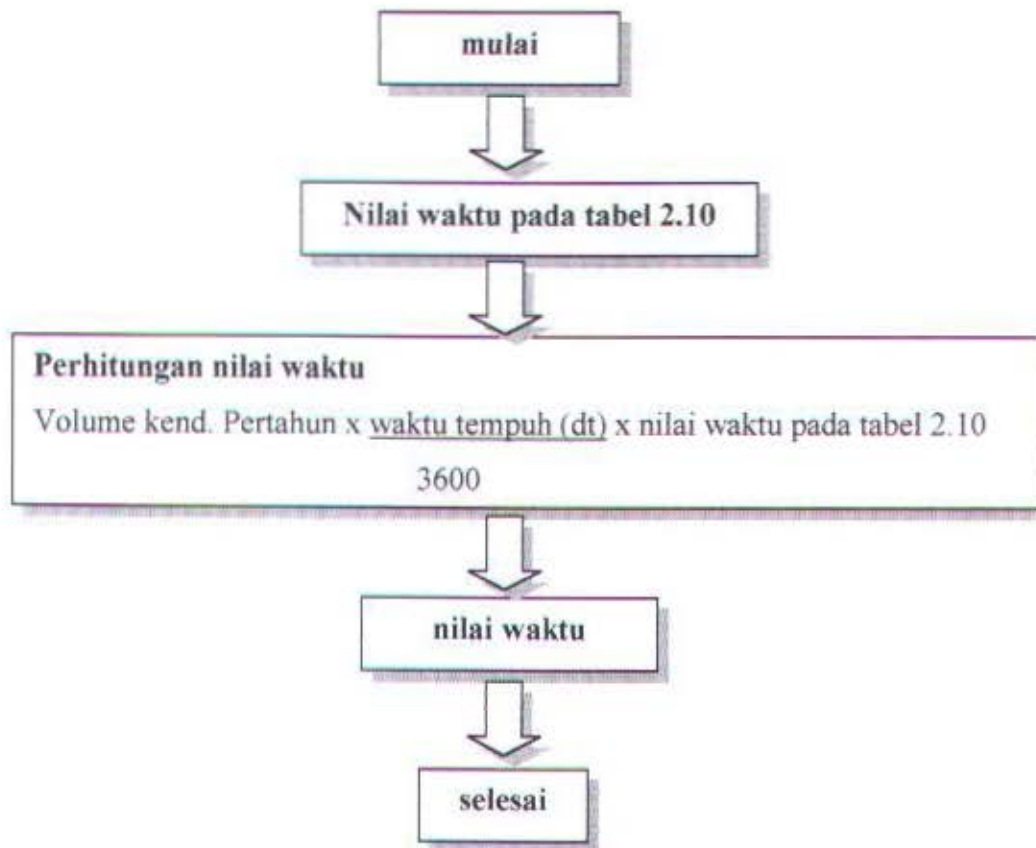 mulai
Nilai waktu pada tabel 2.10
Perhitungan nilai waktu
Volume kend. Pertahun x waktu tempuh (dt) x nilai waktu pada tabel 2.10
3600
nilai waktu
selesai